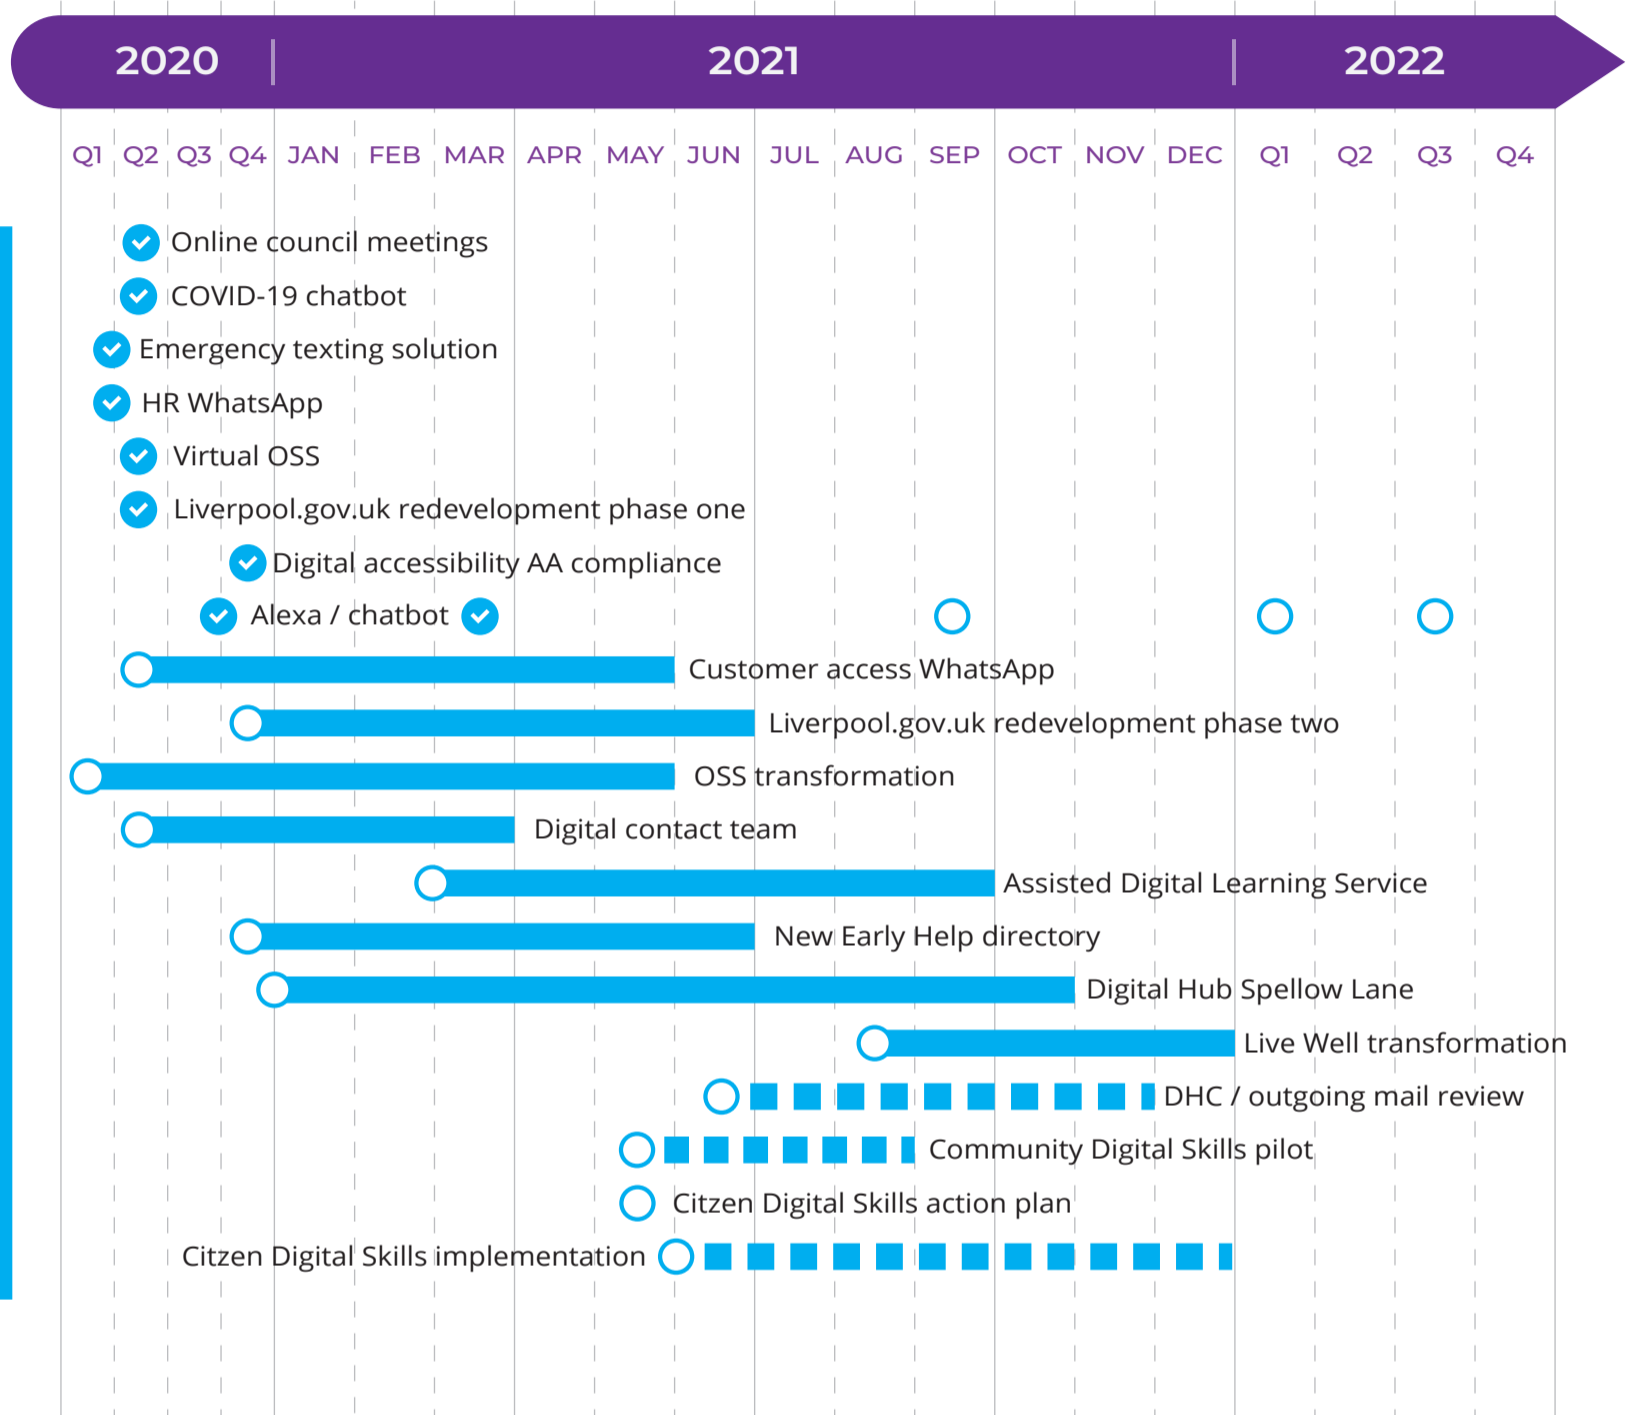 2020 2021 2022
Q1 Q2 Q3 Q4 JAN FEB MAR APR MAY JUN JUL AUG SEP OCT NOV DEC Q1 Q2 Q3 Q4
Online council meetings
COVID-19 chatbot
Emergency texting solution
HR WhatsApp
Virtual OSS
Liverpool.gov.uk redevelopment phase one
Digital accessibility AA compliance
Alexa / chatbot
Customer access WhatsApp
Liverpool.gov.uk redevelopment phase two
OSS transformation
Digital contact team
Assisted Digital Learning Service
New Early Help directory
Digital Hub Spellow Lane
Live Well transformation
DHC / outgoing mail review
Community Digital Skills pilot
Citzen Digital Skills action plan
Citzen Digital Skills implementation